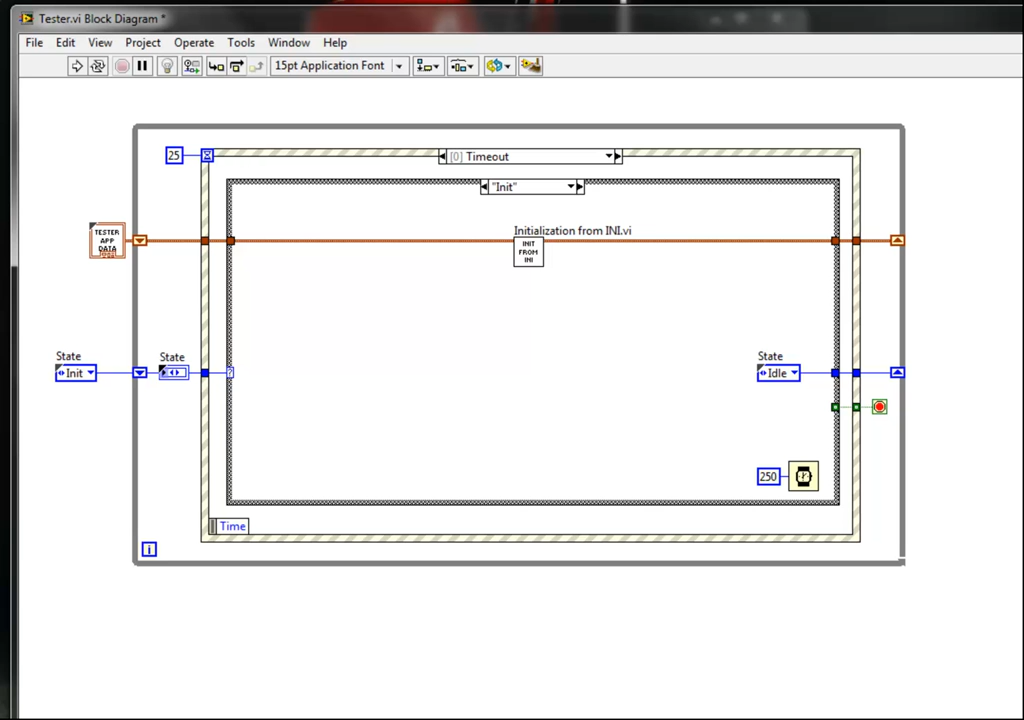 Tester.vi Block Diagram *
File Edit View Project Operate Tools Window Help
15pt Application Font
25
[0] Timeout
"Init"
TESTER
APP
DATA
Initialization from INI.vi
INIT
FROM
INI
State
Init
State
?
State
Idle
250
Time
i